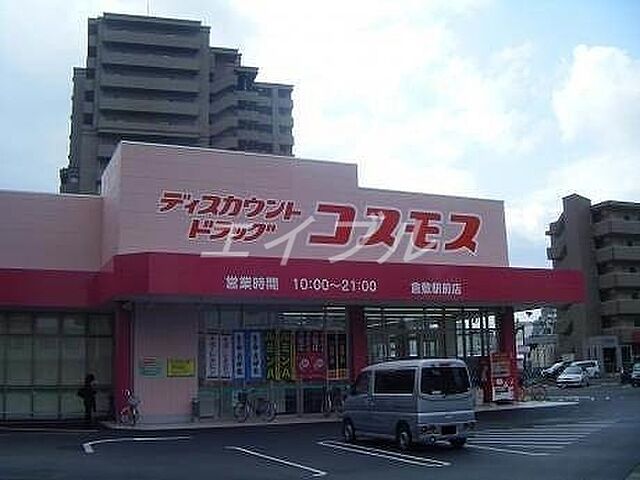 ディスカウント
ドラッグ
コスモス
エイブル
営業時間 10:00～21:00 倉敷駅前店